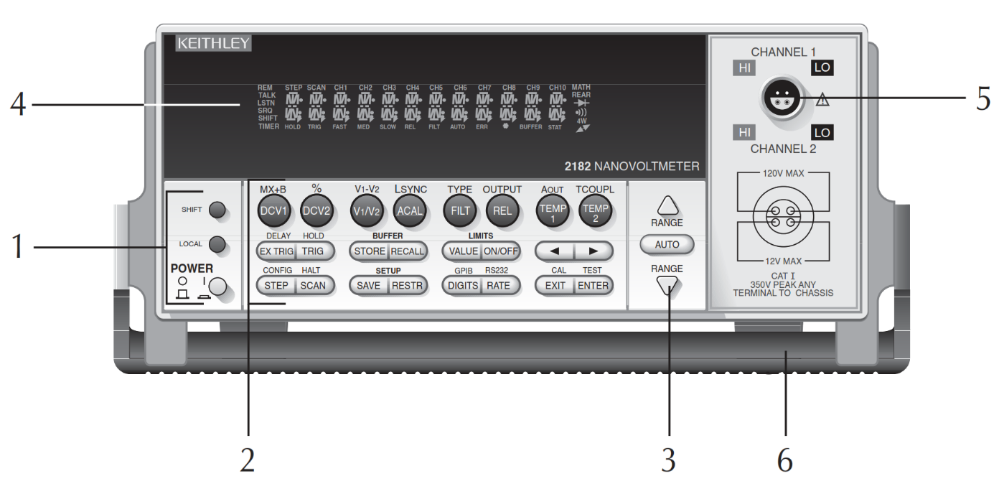 KEITHLEY
REM STEP SCAN CH1 CH2 CH3 CH4 CH5 CH6 CH7 CH8 CH9 CH10 MATH
TALK REAR
LSTN
SRQ •)))
SHIFT 4W
TIMER HOLD TRIG FAST MED SLOW REL FILT AUTO ERR BUFFER STAT
2182 NANOVOLTMETER
CHANNEL 1
HI LO
HI LO
CHANNEL 2
120V MAX
12V MAX
CAT I
350V PEAK ANY
TERMINAL TO CHASSIS
SHIFT
LOCAL
POWER
O I
MX+B % V1-V2 LSYNC TYPE OUTPUT AOUT TCOUPL
DCV1 DCV2 V1/V2 ACAL FILT REL TEMP 1 TEMP 2
DELAY HOLD BUFFER LIMITS
EX TRIG TRIG STORE RECALL VALUE ON/OFF ◄ ►
CONFIG HALT SETUP GPIB RS232 CAL TEST
STEP SCAN SAVE RESTR DIGITS RATE EXIT ENTER
RANGE
AUTO
RANGE
1
2
3
4
5
6